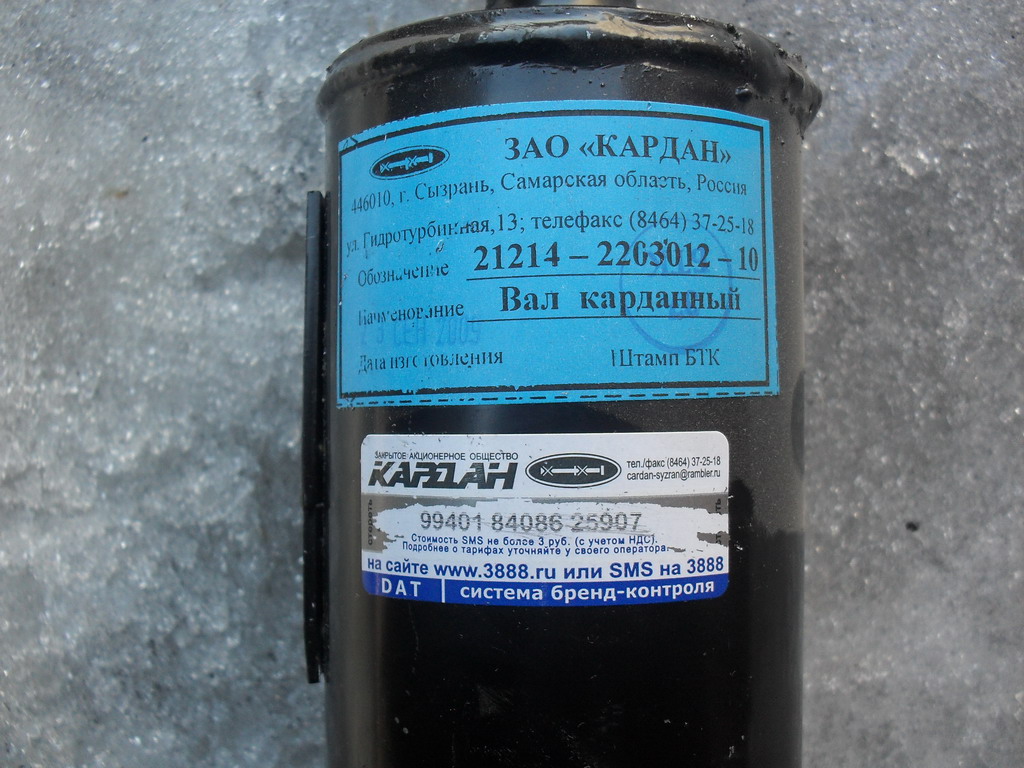 ЗАО «КАРДАН»
446010, г. Сызрань, Самарская область, Россия
ул. Гидротурбинная,13; телефакс (8464) 37-25-18
Обозначение 21214 – 2203012 – 10
Наименование Вал карданный
Дата изготовления Штамп БТК
ЗАКРЫТОЕ АКЦИОНЕРНОЕ ОБЩЕСТВО
КАРДАН
тел./факс (8464) 37-25-18
cardan-syzran@rambler.ru
99401 84086 25907
Стоимость SMS не более 3 руб. (с учетом НДС).
Подробнее о тарифах уточняйте у своего оператора.
на сайте www.3888.ru или SMS на 3888
DAT система бренд-контроля